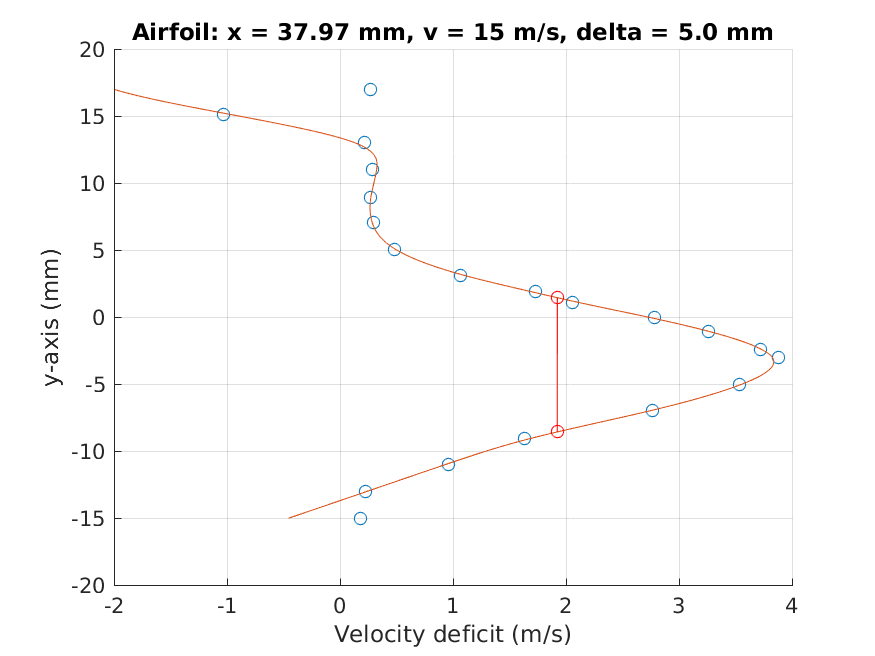 Airfoil: x = 37.97 mm, v = 15 m/s, delta = 5.0 mm
20
15
10
5
0
-5
-10
-15
-20
y-axis (mm)
-2 -1 0 1 2 3 4
Velocity deficit (m/s)